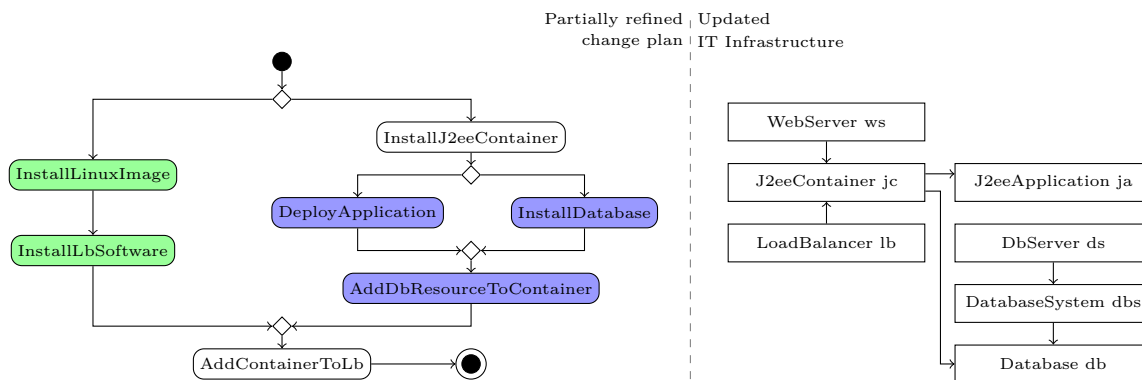 Partially refined
change plan
Updated
IT Infrastructure
InstallJ2eeContainer
InstallLinuxImage
DeployApplication
InstallDatabase
InstallLbSoftware
AddDbResourceToContainer
AddContainerToLb
WebServer ws
J2eeContainer jc
J2eeApplication ja
LoadBalancer lb
DbServer ds
DatabaseSystem dbs
Database db